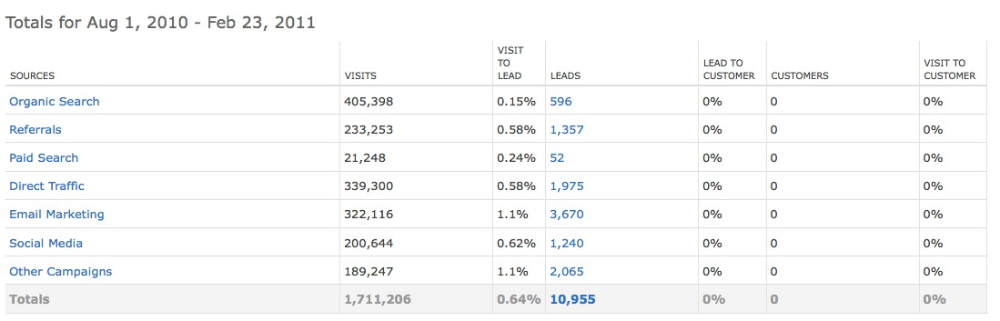 Totals for Aug 1, 2010 - Feb 23, 2011
SOURCES VISITS VISIT TO LEAD LEADS LEAD TO CUSTOMER CUSTOMERS VISIT TO CUSTOMER
Organic Search 405,398 0.15% 596 0% 0 0%
Referrals 233,253 0.58% 1,357 0% 0 0%
Paid Search 21,248 0.24% 52 0% 0 0%
Direct Traffic 339,300 0.58% 1,975 0% 0 0%
Email Marketing 322,116 1.1% 3,670 0% 0 0%
Social Media 200,644 0.62% 1,240 0% 0 0%
Other Campaigns 189,247 1.1% 2,065 0% 0 0%
Totals 1,711,206 0.64% 10,955 0% 0 0%